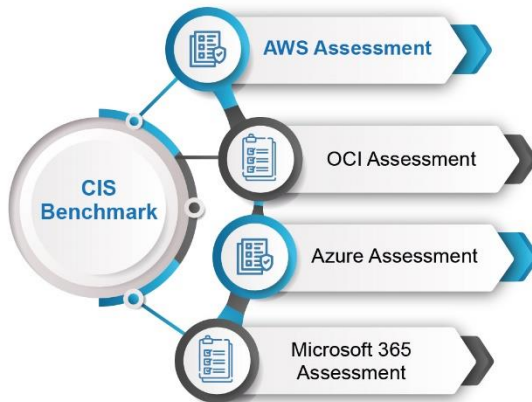 AWS Assessment
OCI Assessment
CIS
Benchmark
Azure Assessment
Microsoft 365
Assessment